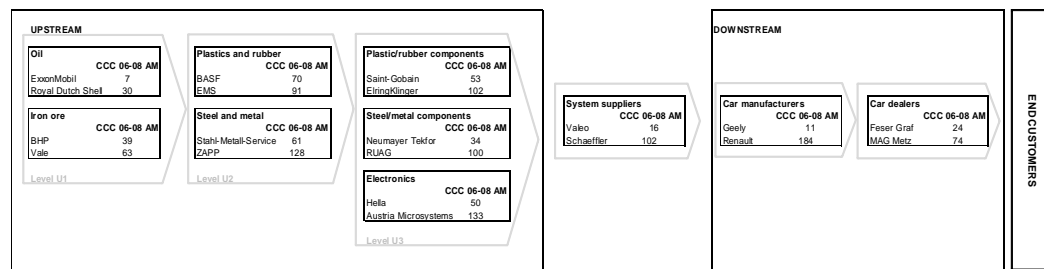 UPSTREAM
Oil
CCC 06-08 AM
ExxonMobil 7
Royal Dutch Shell 30
Iron ore
CCC 06-08 AM
BHP 39
Vale 63
Level U1
Plastics and rubber
CCC 06-08 AM
BASF 70
EMS 91
Steel and metal
CCC 06-08 AM
Stahl-Metall-Service 61
ZAPP 128
Level U2
Plastic/rubber components
CCC 06-08 AM
Saint-Gobain 53
ElringKlinger 102
Steel/metal components
CCC 06-08 AM
Neumayer Tekfor 34
RUAG 100
Electronics
CCC 06-08 AM
Hella 50
Austria Microsystems 133
Level U3
System suppliers
CCC 06-08 AM
Valeo 16
Schaeffler 102
DOWNSTREAM
Car manufacturers
CCC 06-08 AM
Geely 11
Renault 184
Car dealers
CCC 06-08 AM
Feser Graf 24
MAG Metz 74
END CUSTOMERS